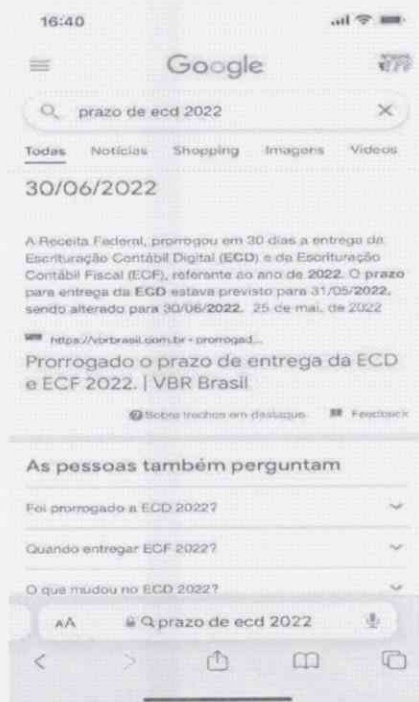 16:40
Google
prazo de ecd 2022
Todas Notícias Shopping Imagens Vídeos
30/06/2022
A Receita Federal, prorrogou em 30 dias a entrega da
Escrituração Contábil Digital (ECD) e da Escrituração
Contábil Fiscal (ECF), referente ao ano de 2022. O prazo
para entrega da ECD estava previsto para 31/05/2022,
sendo alterado para 30/06/2022. 25 de mai. de 2022
https://vbrbrasil.com.br › prorrogad...
Prorrogado o prazo de entrega da ECD
e ECF 2022. | VBR Brasil
Sobre trechos em destaque Feedback
As pessoas também perguntam
Foi prorrogado a ECD 2022?
Quando entregar ECF 2022?
O que mudou no ECD 2022?
AA prazo de ecd 2022